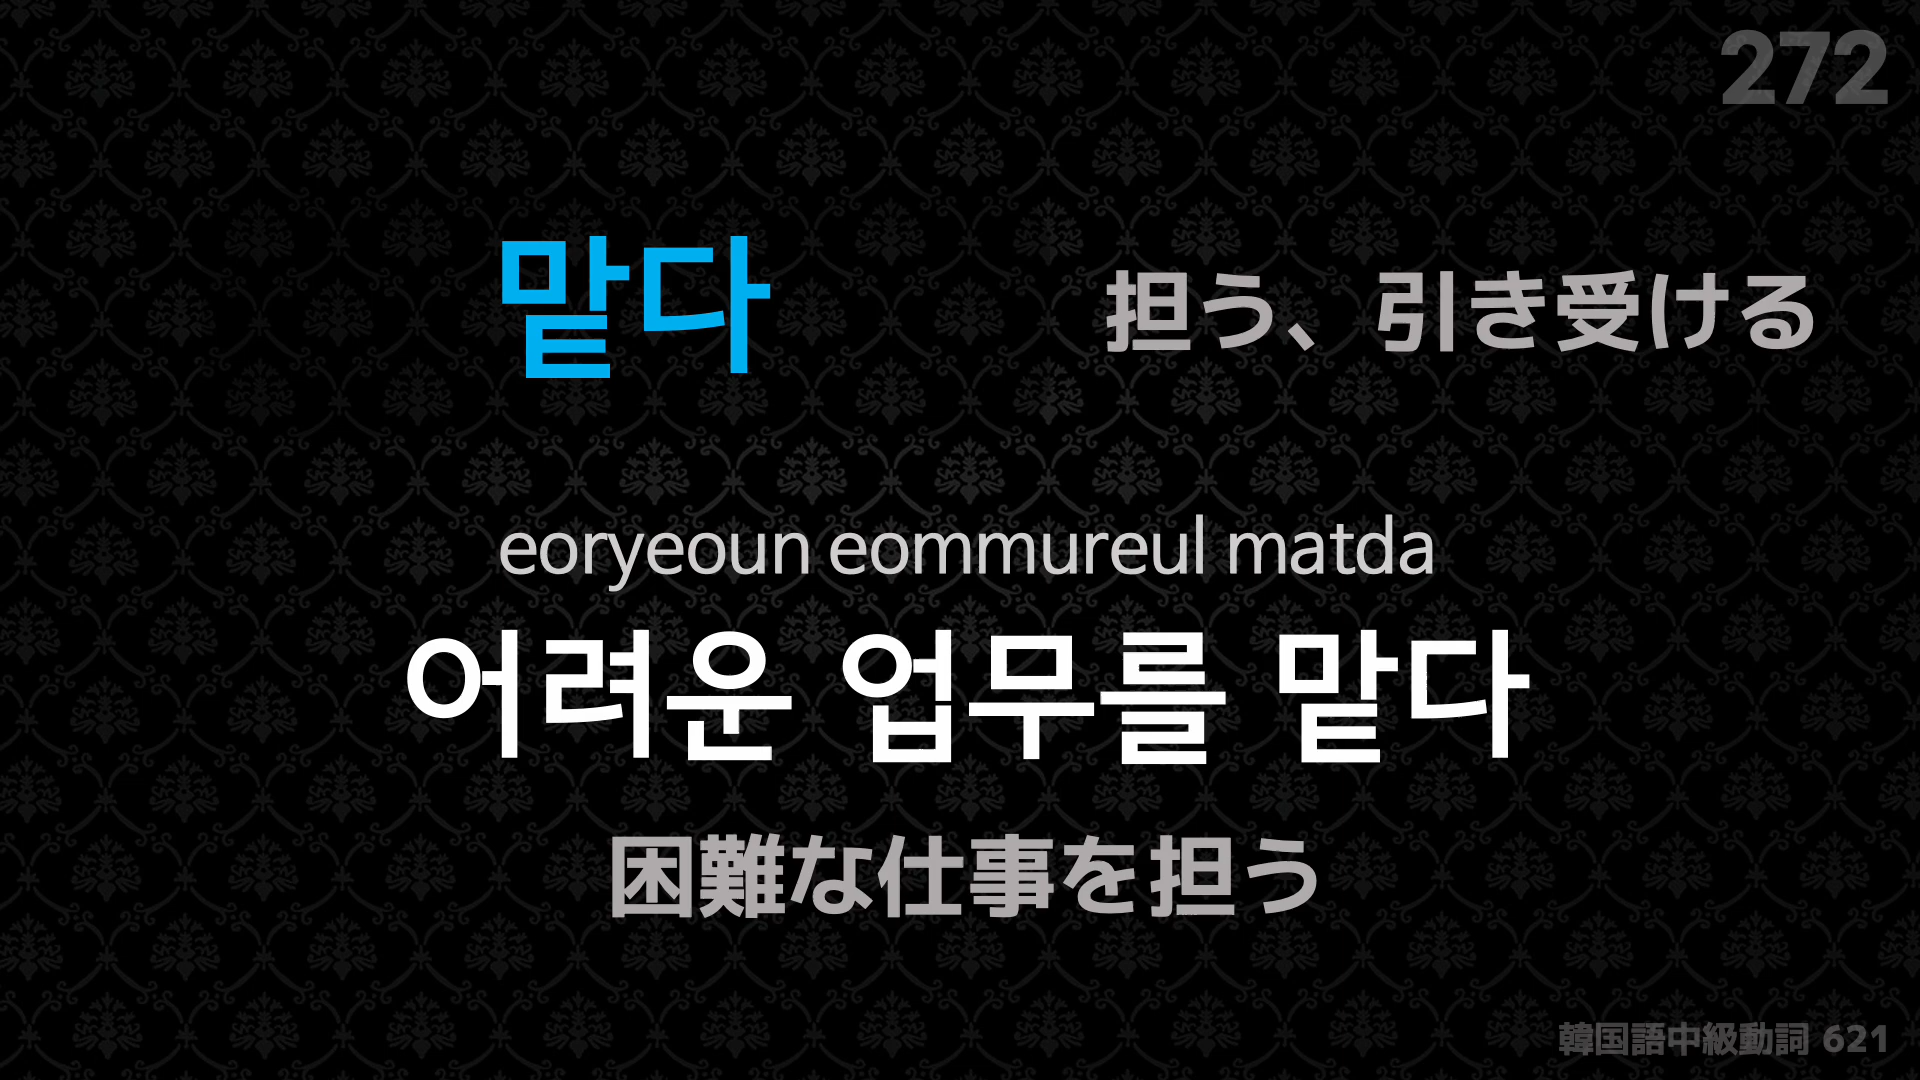 272
맡다 担う、引き受ける
eoryeoun eommureul matda
어려운 업무를 맡다
困難な仕事を担う
韓国語中級動詞 621